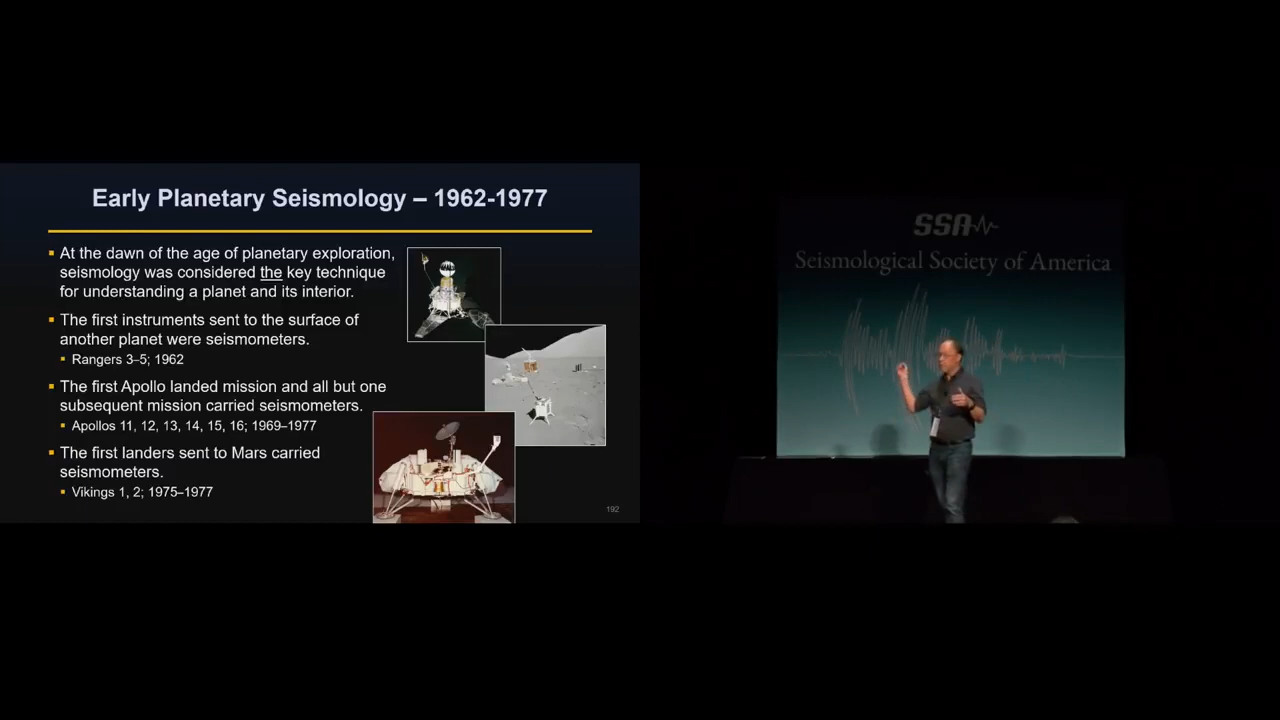 Early Planetary Seismology – 1962-1977
▪ At the dawn of the age of planetary exploration,
seismology was considered the key technique
for understanding a planet and its interior.
▪ The first instruments sent to the surface of
another planet were seismometers.
▪ Rangers 3–5; 1962
▪ The first Apollo landed mission and all but one
subsequent mission carried seismometers.
▪ Apollos 11, 12, 13, 14, 15, 16; 1969–1977
▪ The first landers sent to Mars carried
seismometers.
▪ Vikings 1, 2; 1975–1977
192
SSA
Seismological Society of America